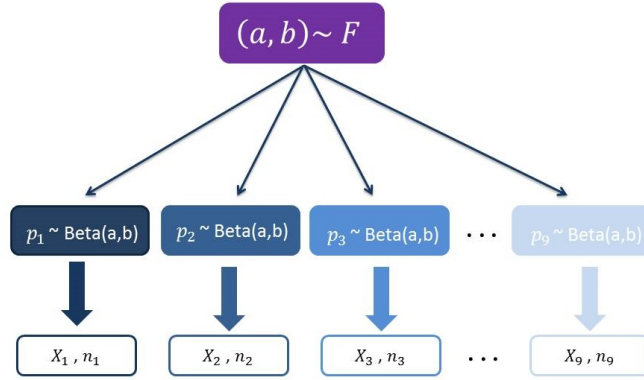 (a, b)~ F
p₁ ~ Beta(a,b)
p₂ ~ Beta(a,b)
p₃ ~ Beta(a,b)
...
p₉ ~ Beta(a,b)
X₁ , n₁
X₂ , n₂
X₃ , n₃
...
X₉ , n₉